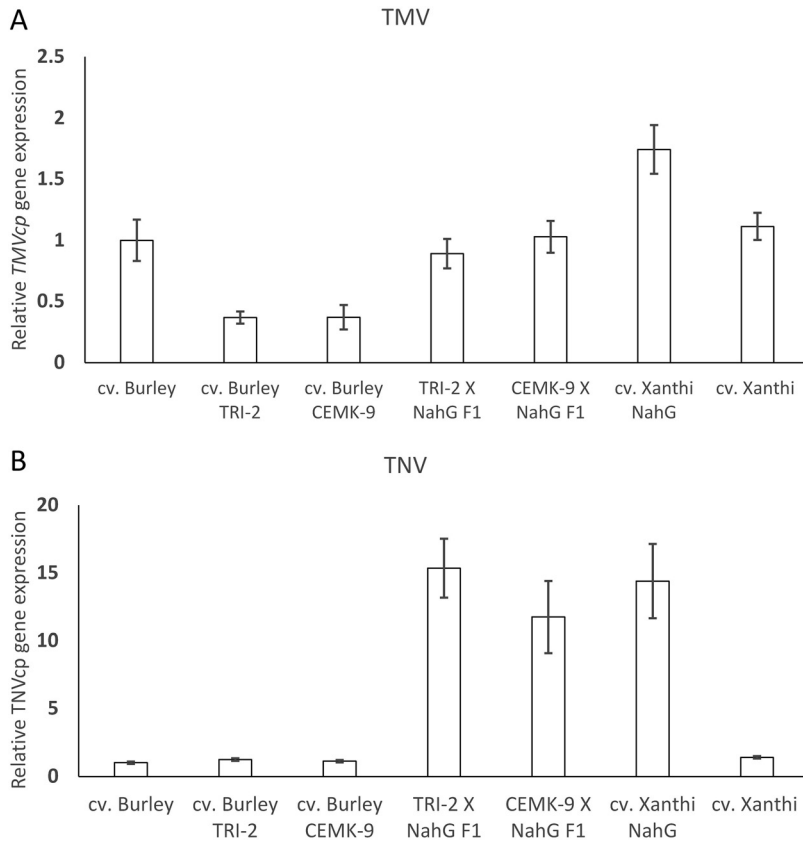 A
TMV
Relative TMVcp gene expression
2.5
2
1.5
1
0.5
0
cv. Burley
cv. Burley
TRI-2
cv. Burley
CEMK-9
TRI-2 X
NahG F1
CEMK-9 X
NahG F1
cv. Xanthi
NahG
cv. Xanthi
B
TNV
Relative TNVcp gene expression
20
15
10
5
0
cv. Burley
cv. Burley
TRI-2
cv. Burley
CEMK-9
TRI-2 X
NahG F1
CEMK-9 X
NahG F1
cv. Xanthi
NahG
cv. Xanthi